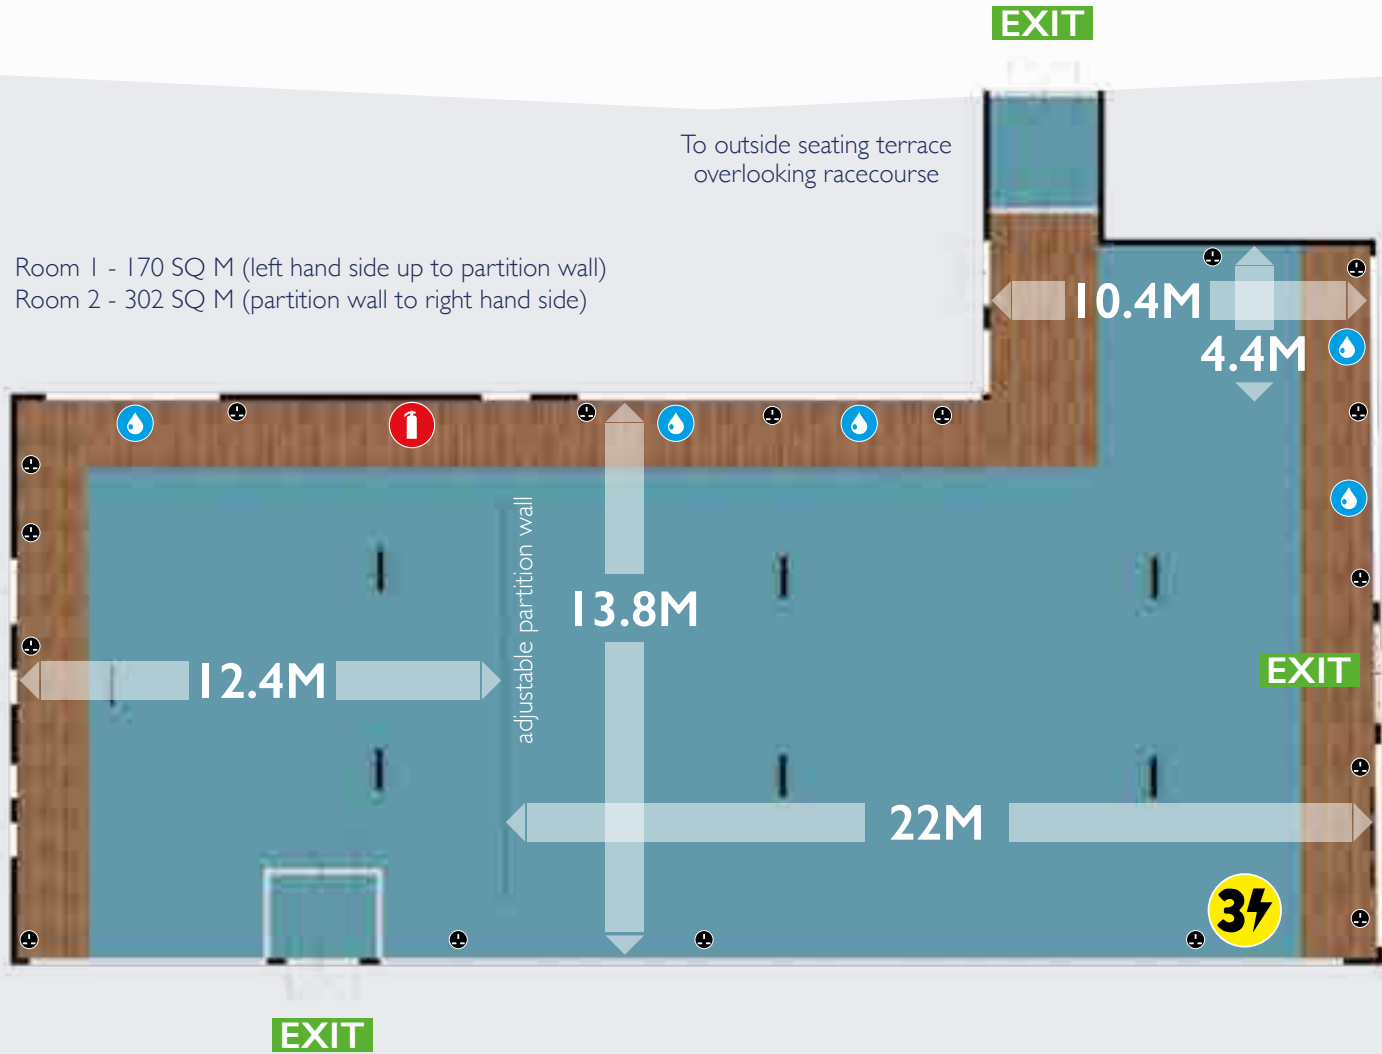 EXIT
To outside seating terrace
overlooking racecourse
Room 1 - 170 SQ M (left hand side up to partition wall)
Room 2 - 302 SQ M (partition wall to right hand side)
10.4M
4.4M
adjustable partition wall
13.8M
12.4M
EXIT
22M
3
EXIT